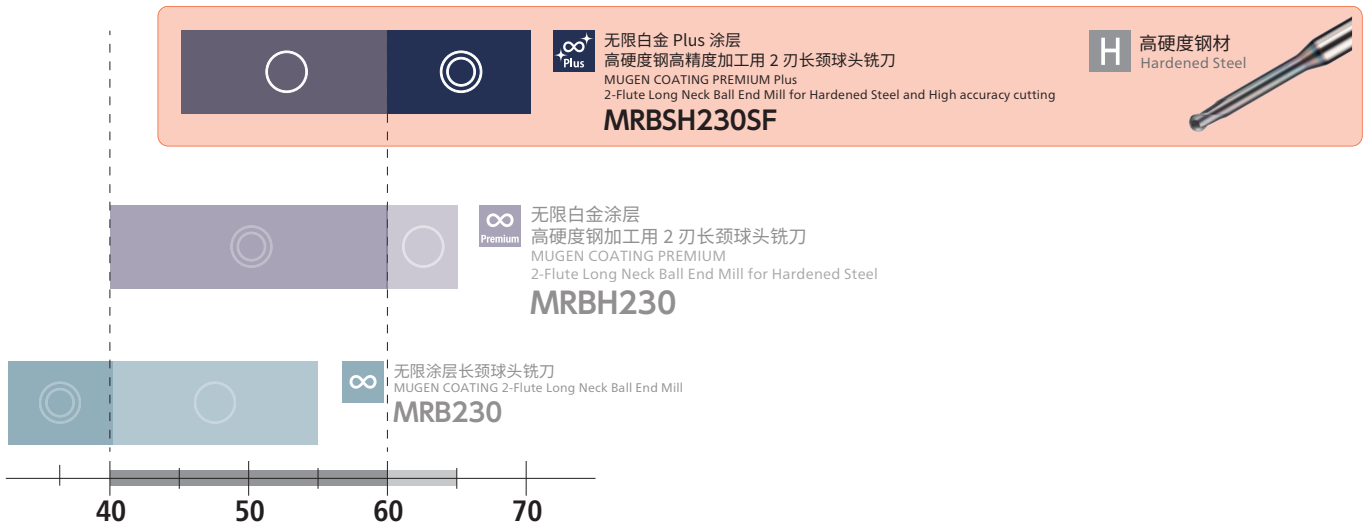 ∞ Plus
无限白金 Plus 涂层
高硬度钢高精度加工用 2 刃长颈球头铣刀
MUGEN COATING PREMIUM Plus
2-Flute Long Neck Ball End Mill for Hardened Steel and High accuracy cutting
MRBSH230SF
H
高硬度钢材
Hardened Steel
∞ Premium
无限白金涂层
高硬度钢加工用 2 刃长颈球头铣刀
MUGEN COATING PREMIUM
2-Flute Long Neck Ball End Mill for Hardened Steel
MRBH230
∞
无限涂层长颈球头铣刀
MUGEN COATING 2-Flute Long Neck Ball End Mill
MRB230
40 50 60 70